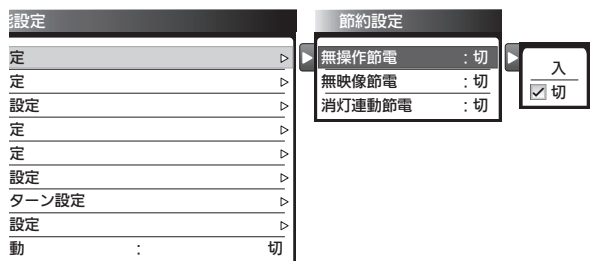 能設定
定
定
設定
定
定
設定
ターン設定
設定
動 : 切
節約設定
無操作節電 : 切
無映像節電 : 切
消灯連動節電 : 切
入
切